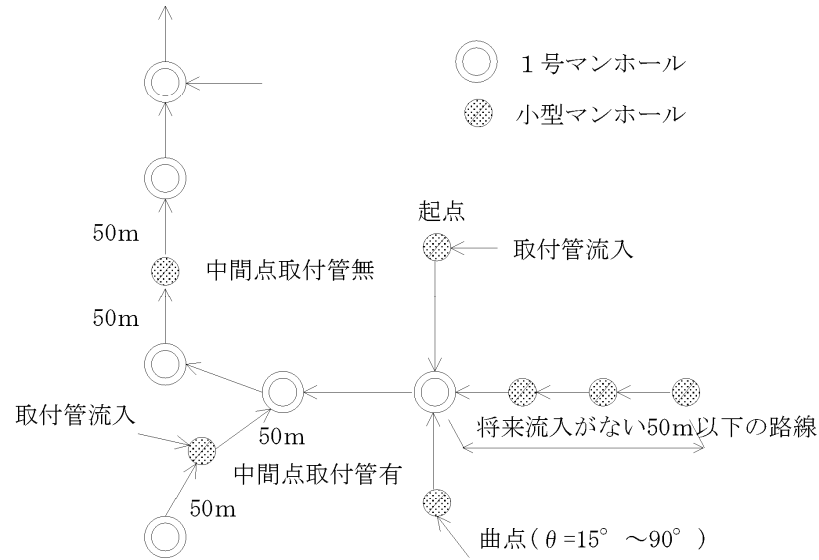 1号マンホール
小型マンホール
起点
取付管流入
50m
中間点取付管無
50m
取付管流入
50m
将来流入がない50m以下の路線
中間点取付管有
50m
曲点(θ=15°~90°)